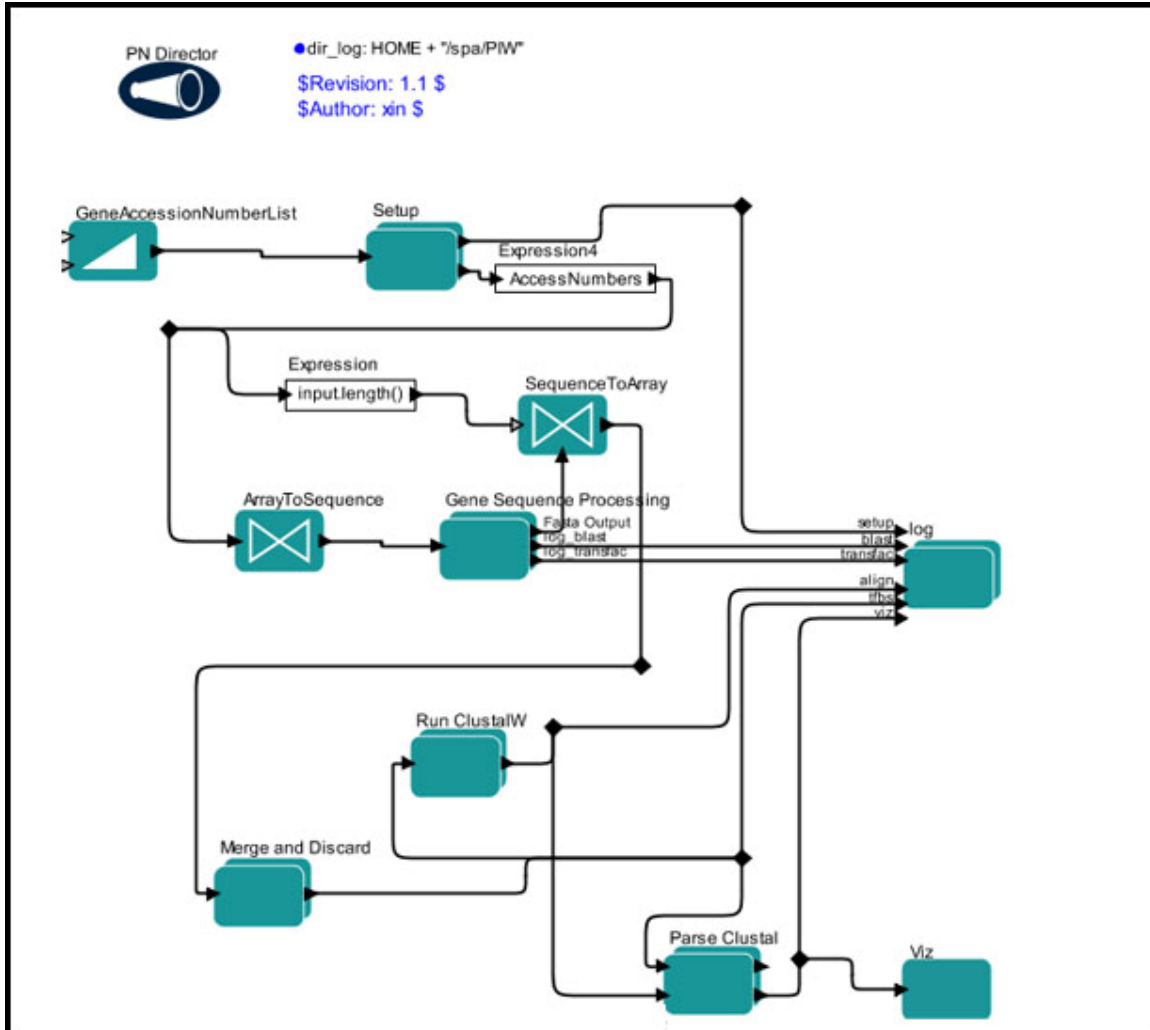 PN Director
dir_log: HOME + "/spa/PIW"
$Revision: 1.1 $
$Author: xin $
GeneAccessionNumberList
Setup
Expression4
AccessNumbers
Expression
input.length()
SequenceToArray
ArrayToSequence
Gene Sequence Processing
Fasta Output
log_blast
log_transfac
setup
log
blast
transfac
align
tfbs
viz
Run ClustalW
Merge and Discard
Parse Clustal
Viz